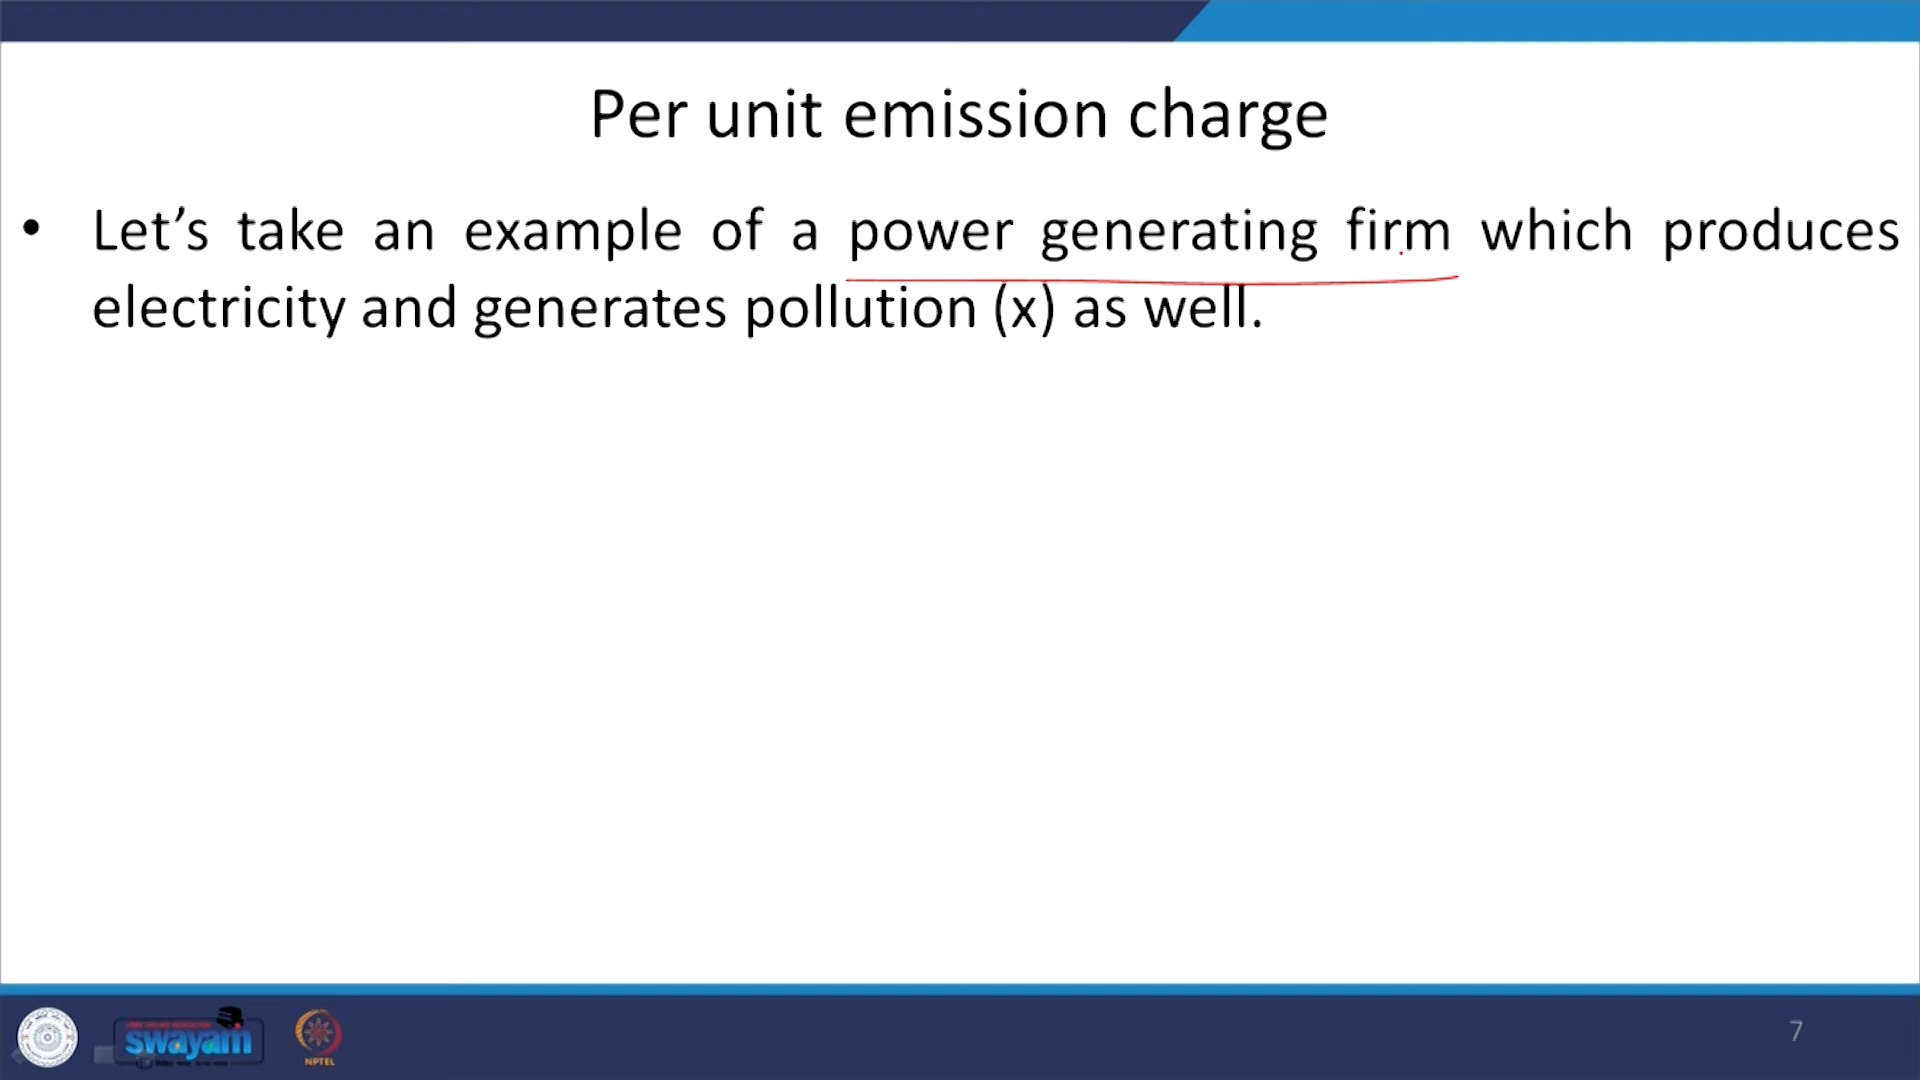 Per unit emission charge
• Let’s take an example of a power generating firm which produces
electricity and generates pollution (x) as well.
swayam
NPTEL
7